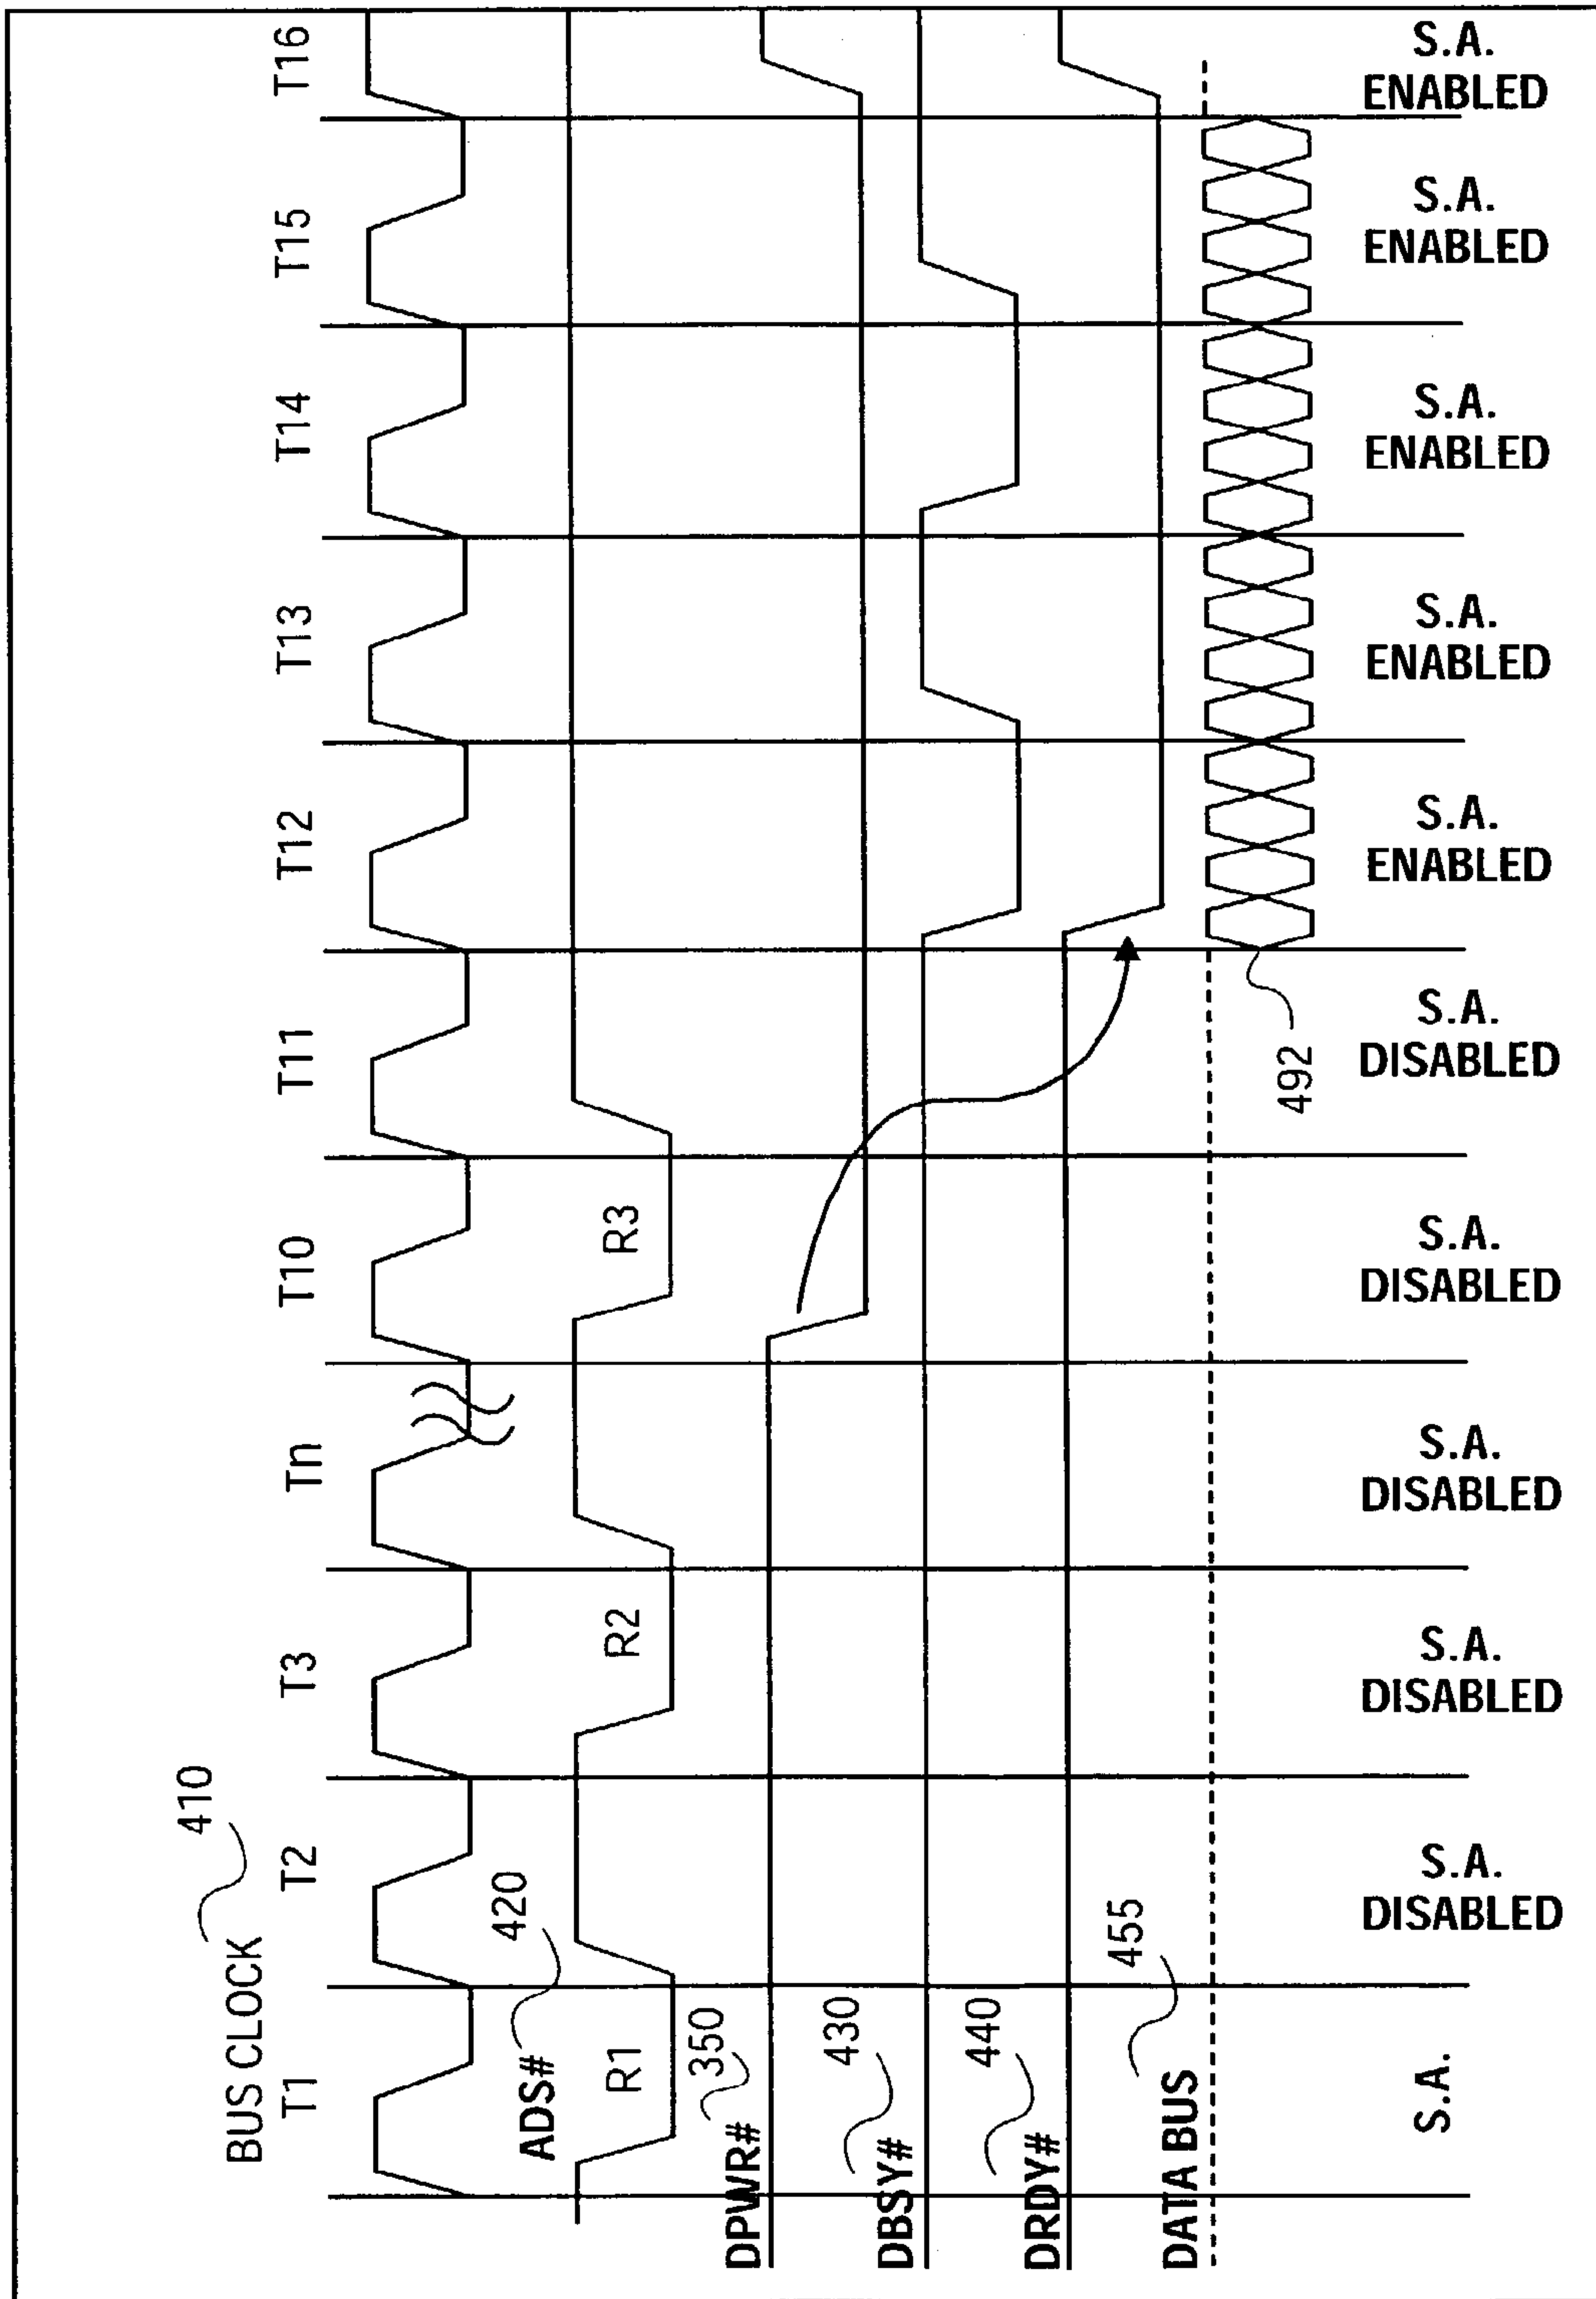 BUS CLOCK 410
T1 T2 T3 Tn T10 T11 T12 T13 T14 T15 T16
ADS# 420
R1 R2 R3
DPWR# 350
DBSY# 430
DRDY# 440
DATA BUS 455
492
S.A.
S.A. DISABLED
S.A. DISABLED
S.A. DISABLED
S.A. DISABLED
S.A. DISABLED
S.A. ENABLED
S.A. ENABLED
S.A. ENABLED
S.A. ENABLED
S.A. ENABLED